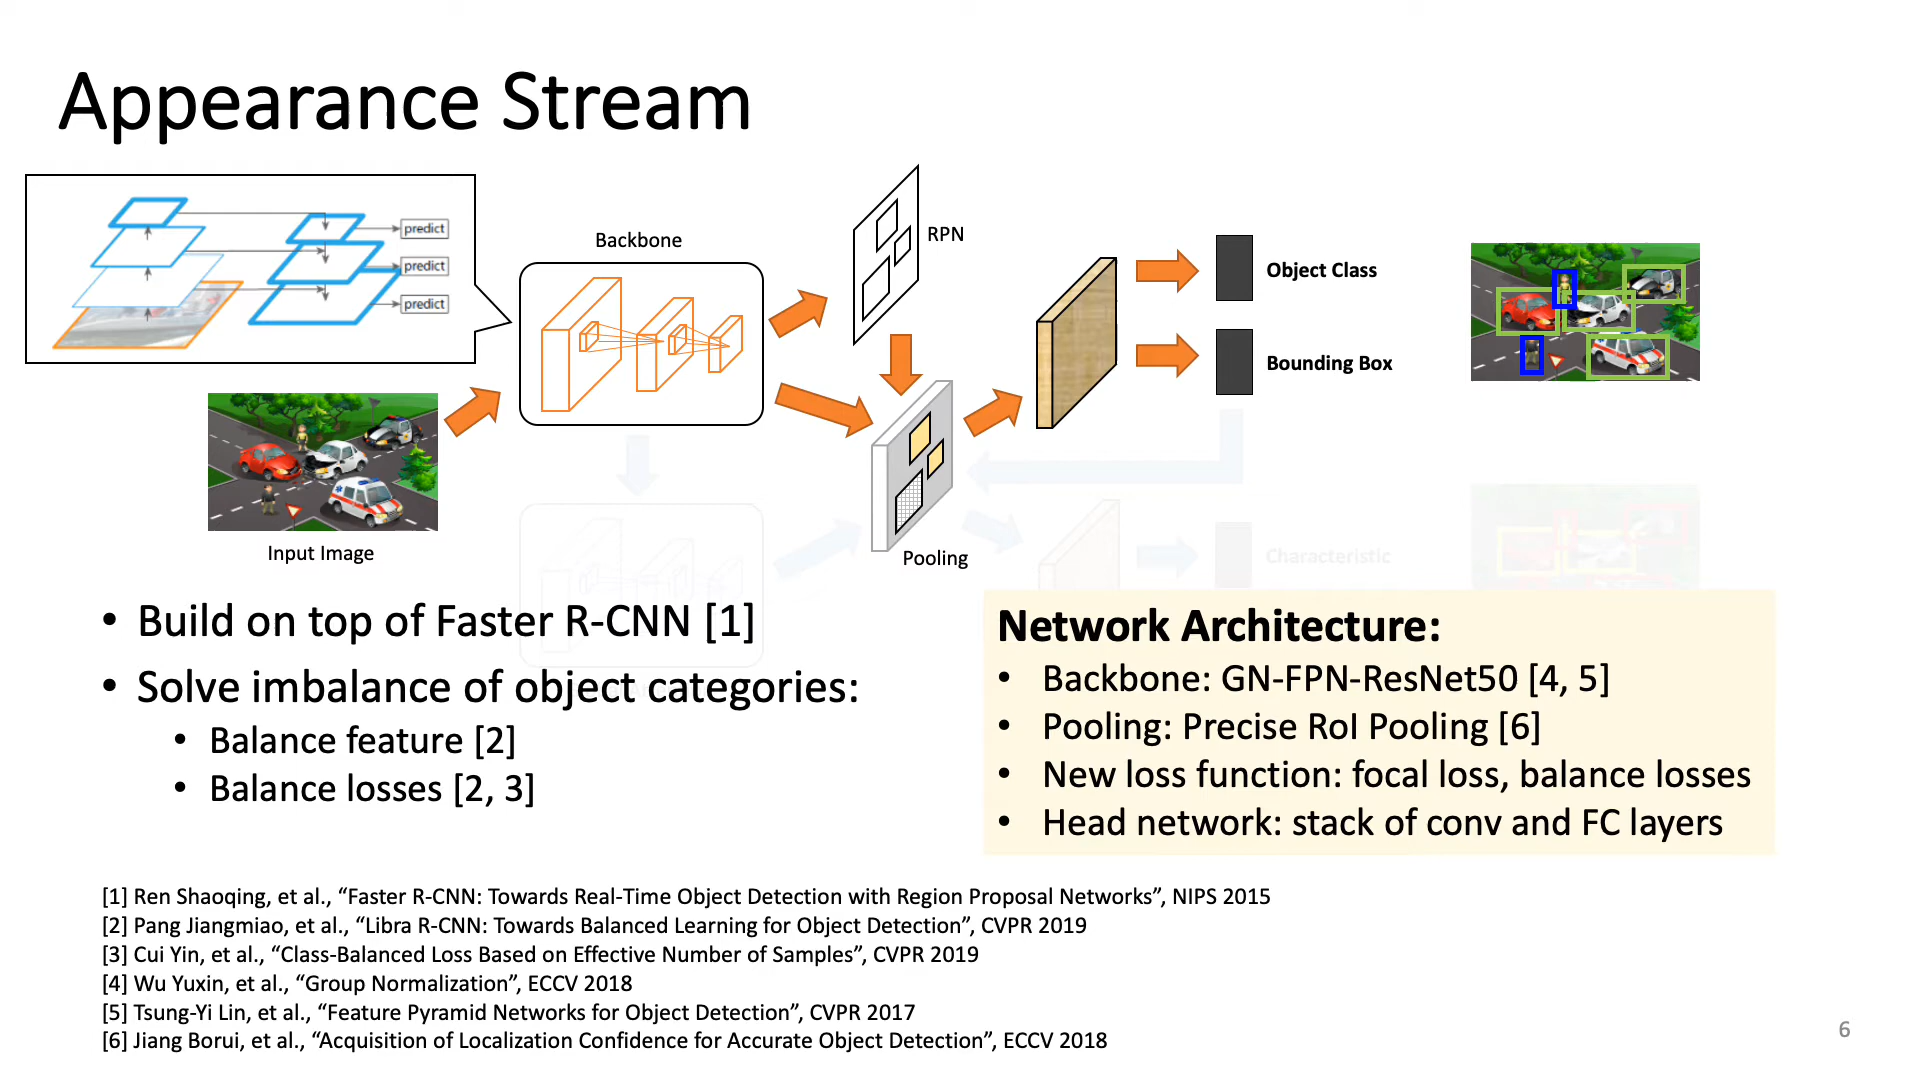 Appearance Stream
predict
predict
predict
Backbone
RPN
Object Class
Bounding Box
Input Image
Pooling
Characteristic
• Build on top of Faster R-CNN [1]
• Solve imbalance of object categories:
• Balance feature [2]
• Balance losses [2, 3]
Network Architecture:
• Backbone: GN-FPN-ResNet50 [4, 5]
• Pooling: Precise RoI Pooling [6]
• New loss function: focal loss, balance losses
• Head network: stack of conv and FC layers
[1] Ren Shaoqing, et al., “Faster R-CNN: Towards Real-Time Object Detection with Region Proposal Networks”, NIPS 2015
[2] Pang Jiangmiao, et al., “Libra R-CNN: Towards Balanced Learning for Object Detection”, CVPR 2019
[3] Cui Yin, et al., “Class-Balanced Loss Based on Effective Number of Samples”, CVPR 2019
[4] Wu Yuxin, et al., “Group Normalization”, ECCV 2018
[5] Tsung-Yi Lin, et al., “Feature Pyramid Networks for Object Detection”, CVPR 2017
[6] Jiang Borui, et al., “Acquisition of Localization Confidence for Accurate Object Detection”, ECCV 2018
6